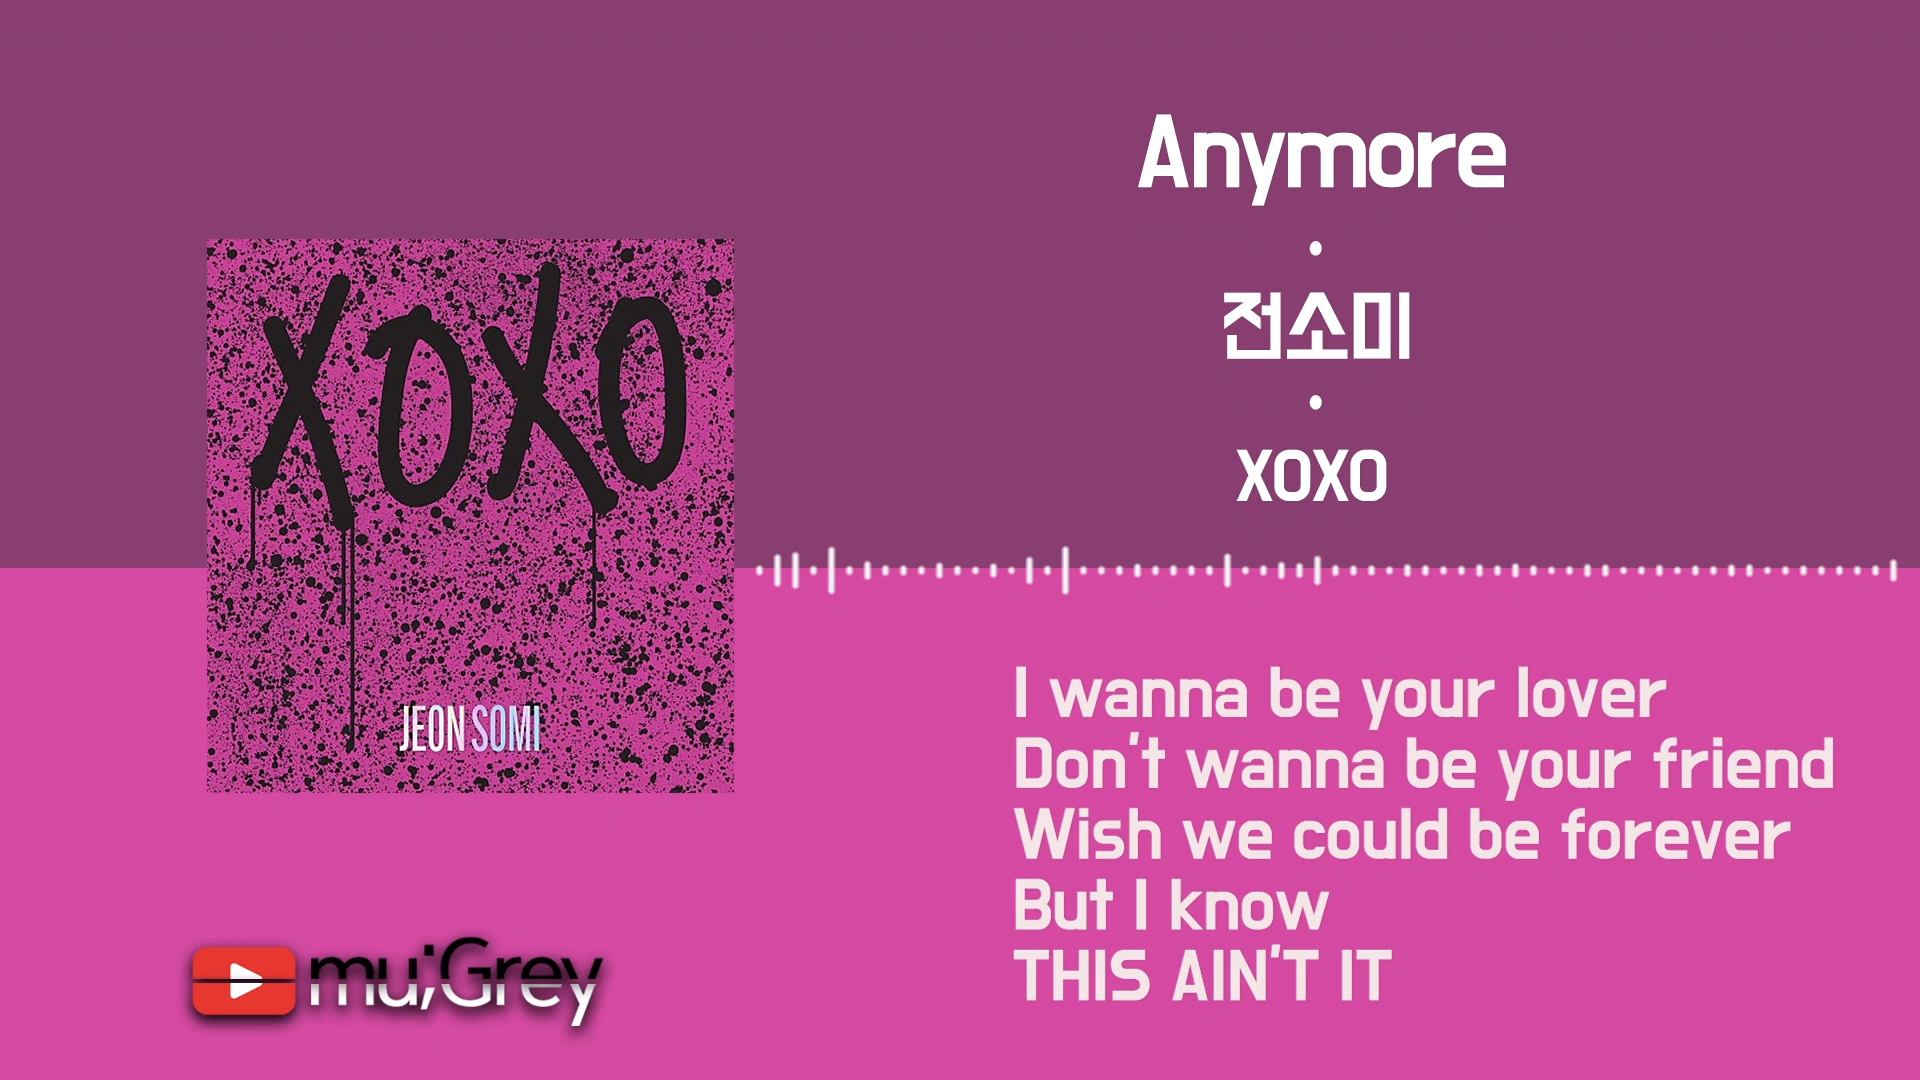 Anymore
전소미
XOXO
XOXO
JEON SOMI
I wanna be your lover
Don't wanna be your friend
Wish we could be forever
But I know
THIS AIN'T IT
mu;Grey